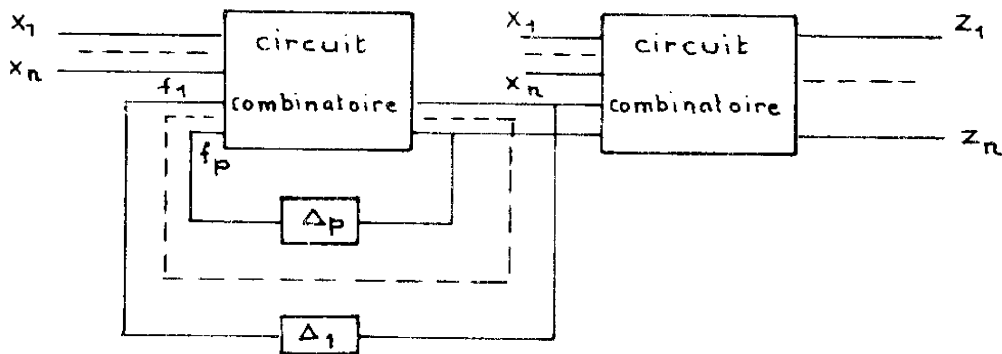 x1
xn
f1
fp
circuit
combinatoire
Δp
Δ1
x1
xn
circuit
combinatoire
Z1
Zn